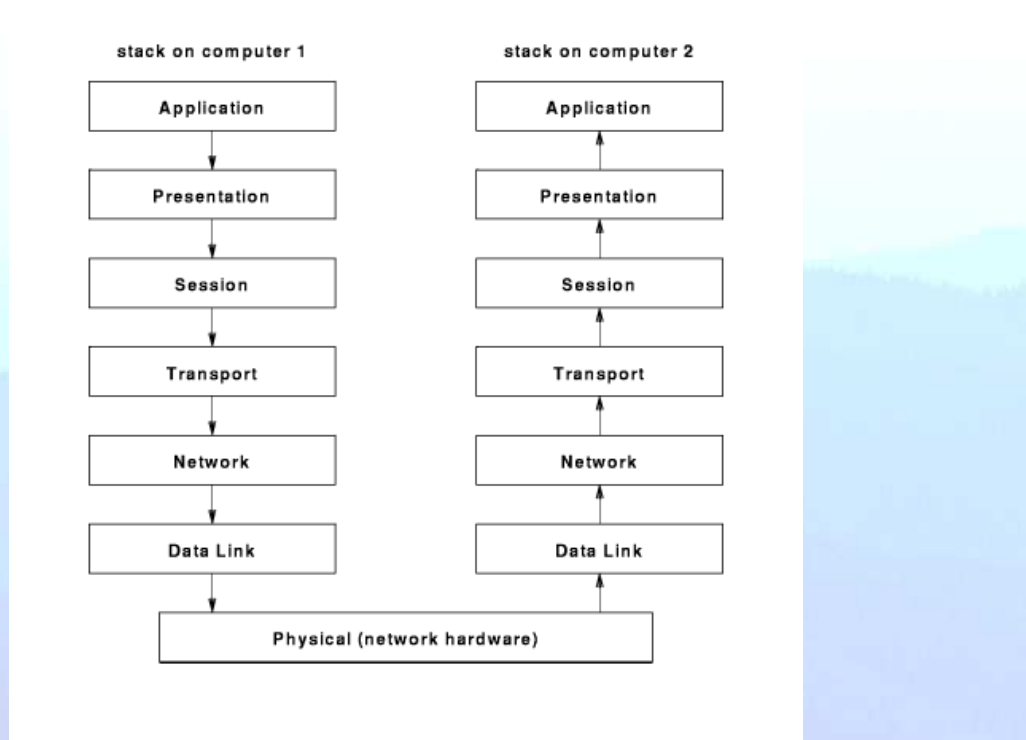 stack on computer 1
stack on computer 2
Application
Application
Presentation
Presentation
Session
Session
Transport
Transport
Network
Network
Data Link
Data Link
Physical (network hardware)